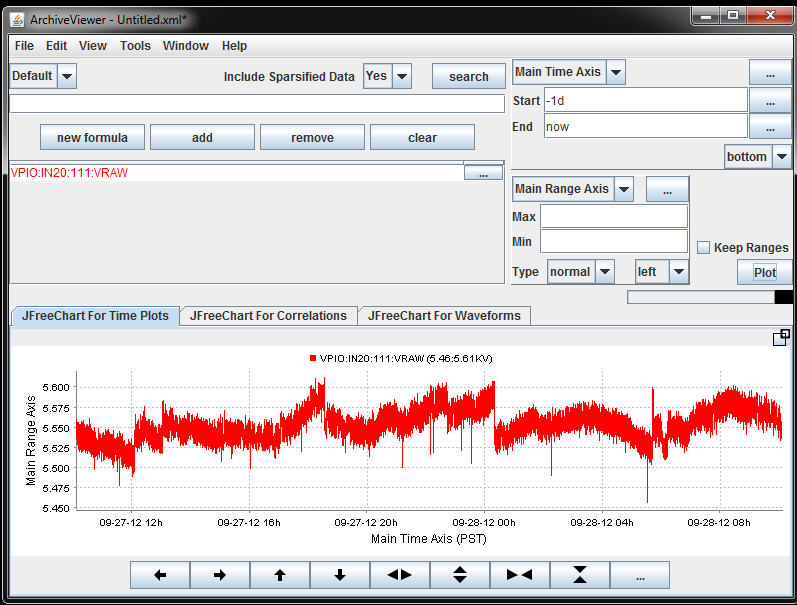 ArchiveViewer - Untitled.xml*
File Edit View Tools Window Help
Default Include Sparsified Data Yes search
new formula add remove clear
VPIO:IN20:111:VRAW ...
Main Time Axis ...
Start -1d ...
End now ...
bottom
Main Range Axis ...
Max
Min
Keep Ranges
Type normal left Plot
JFreeChart For Time Plots JFreeChart For Correlations JFreeChart For Waveforms
VPIO:IN20:111:VRAW (5.46:5.61KV)
Main Range Axis
5.600
5.575
5.550
5.525
5.500
5.475
5.450
09-27-12 12h 09-27-12 16h 09-27-12 20h 09-28-12 00h 09-28-12 04h 09-28-12 08h
Main Time Axis (PST)
...